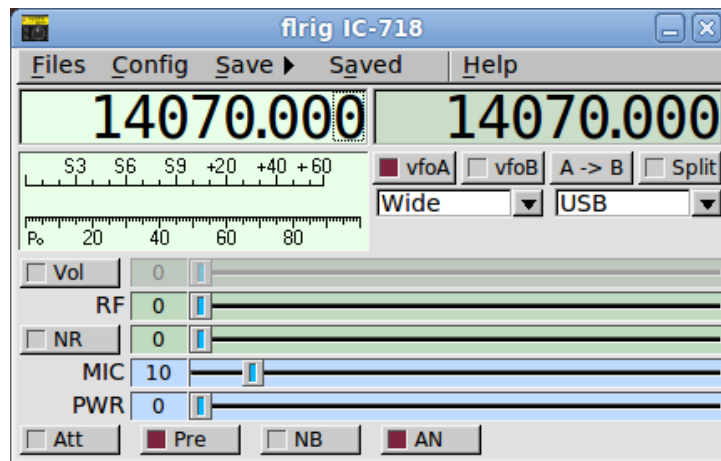 flrig IC-718
Files Config Save Saved Help
14070.000 14070.000
S3 S6 S9 +20 +40 +60
Po 20 40 60 80
vfoA vfoB A -> B Split
Wide USB
Vol 0
RF 0
NR 0
MIC 10
PWR 0
Att Pre NB AN